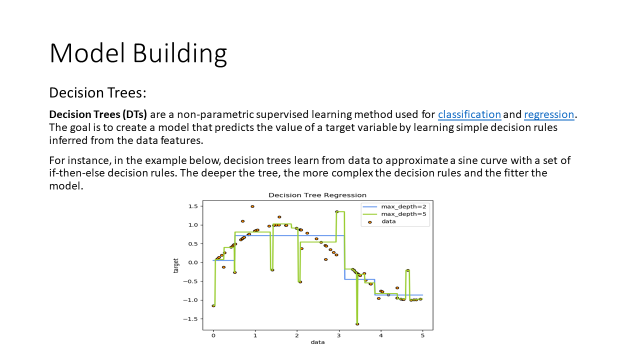 Model Building
Decision Trees:
Decision Trees (DTs) are a non-parametric supervised learning method used for classification and regression.
The goal is to create a model that predicts the value of a target variable by learning simple decision rules
inferred from the data features.
For instance, in the example below, decision trees learn from data to approximate a sine curve with a set of
if-then-else decision rules. The deeper the tree, the more complex the decision rules and the fitter the
model.
Decision Tree Regression
max_depth=2
max_depth=5
data
1.5
1.0
0.5
0.0
−0.5
−1.0
−1.5
target
0 1 2 3 4 5
data